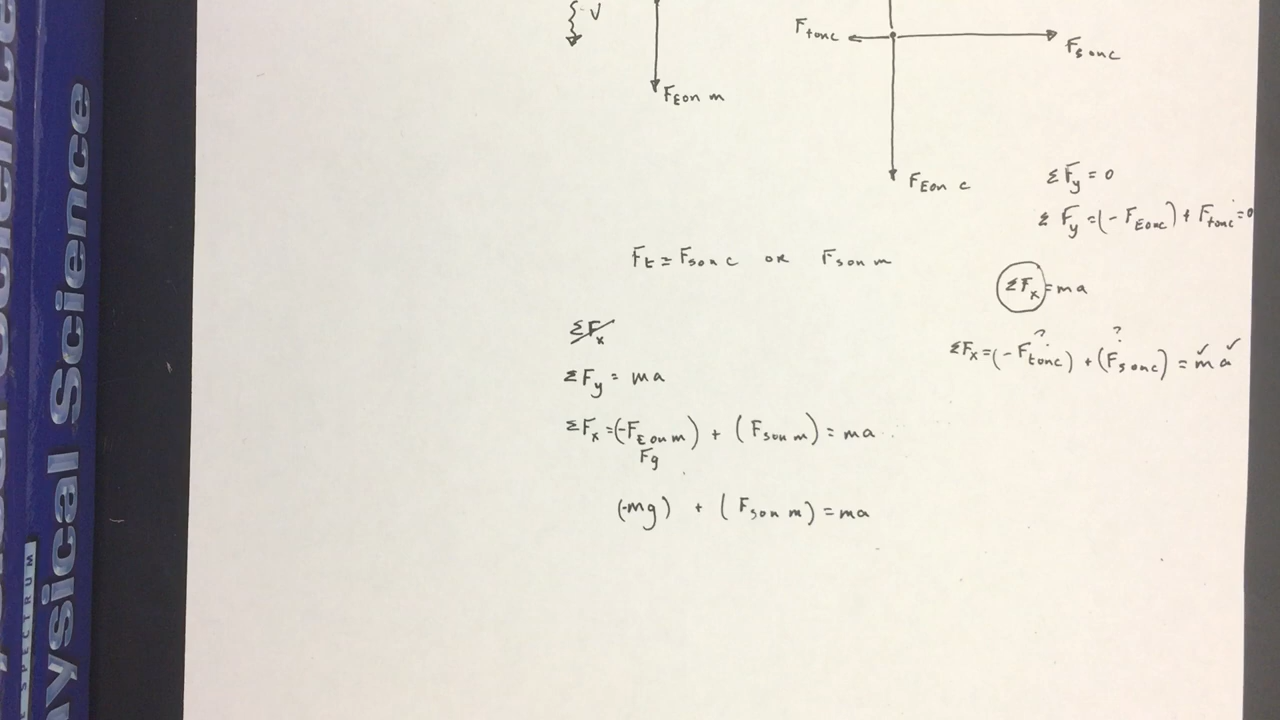 V
F_E on m
F_t on c
F_s on c
F_E on c
ΣF_y = 0
ΣF_y = (-F_E on c) + F_t on c = 0
F_t = F_s on c or F_s on m
ΣF_x = ma
ΣF_x
ΣF_x = (-F_t on c) + (F_s on c) = m a
? ? ✓ ✓
ΣF_y = ma
ΣF_x = (-F_E on m) + (F_s on m) = ma
Fg
(-mg) + (F_s on m) = ma
Physical Science
SPECTRUM